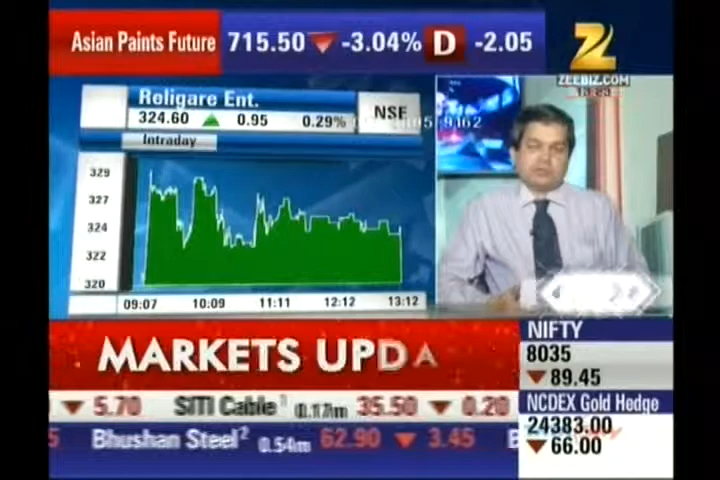 Asian Paints Future 715.50 -3.04% D -2.05
Z
ZEEBIZ.COM
Religare Ent.
324.60 0.95 0.29% NSE
Intraday
329
327
324
322
320
09:07 10:09 11:11 12:12 13:12
MARKETS UPDA
NIFTY
8035
89.45
NCDEX Gold Hedge
24383.00
66.00
5.70 SITI Cable 1 0.17m 35.50 0.20
5 Bhushan Steel 2 0.54m 62.90 3.45 B